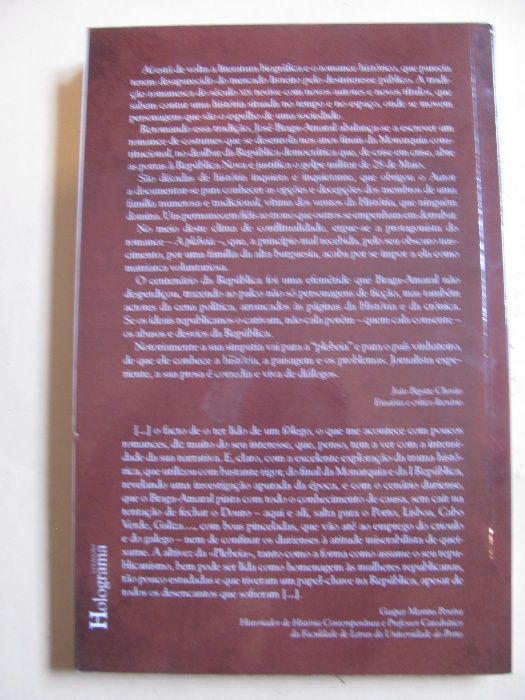 Aí está de volta a literatura biográfica e o romance histórico, que parecia
terem desaparecido do mercado livreiro pelo desinteresse público. A tradi-
ção romanesca do século XIX revive com novos autores e novos títulos, que
sabem contar uma história situada no tempo e no espaço, onde se movem
personagens que são o espelho de uma sociedade.
Retomando essa tradição, José Braga-Amaral abalança-se a escrever um
romance de costumes que se desenrola nos anos finais da Monarquia cons-
titucional, no dealbar da República democrática que, de crise em crise, abre
as portas à República Nova e justifica o golpe militar de 28 de Maio.
São décadas de história inquieta e inquietante, que obrigou o Autor
a documentar-se para conhecer as opções e decepções dos membros de uma
família numerosa e tradicional, vítima dos ventos da História, que ninguém
domina. Uns permanecem fiéis ao trono que outros se empenham em derrubar.
No meio deste clima de conflitualidade, ergue-se a protagonista do
romance – A plebeia –, que, a princípio mal recebida, pelo seu obscuro nas-
cimento, por uma família da alta burguesia, acaba por se impor a ela como
matriarca voluntariosa.
O centenário da República foi uma efeméride que Braga-Amaral não
desperdiçou, trazendo ao palco não só personagens de ficção, mas também
actores da cena política, arrancados às páginas da História e da crónica.
Se os ideais republicanos o cativam, não cala porém – quem cala consente –
os abusos e desvios da República.
Notoriamente a sua simpatia vai para a "plebeia" e para o país vinhateiro,
de que ele conhece a história, a paisagem e os problemas. Jornalista expe-
riente, a sua prosa é comedia e viva de diálogos.
João Bigotte Chorão
Ensaísta e crítico literário
[...] o facto de o ter lido de um fôlego, o que me acontece com poucos
romances, diz muito do seu interesse, que, penso, tem a ver com a intensi-
dade da sua narrativa. E, claro, com a excelente exploração da trama histó-
rica, que utilizou com bastante rigor, do final da Monarquia e da I República,
revelando uma investigação apurada da época, e com o cenário duriense,
que o Braga-Amaral pinta com todo o conhecimento de causa, sem cair na
tentação de fechar o Douro – aqui e ali, salta para o Porto, Lisboa, Cabo
Verde, Galiza..., com boas pinceladas, que vão até ao emprego do crioulo
e do galego – nem de confinar os durienses à atitude miserabilista de quei-
xume. A altivez da «Plebeia», tanto como a forma como assume o seu repu-
blicanismo, bem pode ser lida como homenagem às mulheres republicanas,
tão pouco estudadas e que tiveram um papel-chave na República, apesar de
todos os desencantos que sofreram [...].
Gaspar Martins Pereira
Historiador de História Contemporânea e Professor Catedrático
da Faculdade de Letras da Universidade do Porto
Holograma